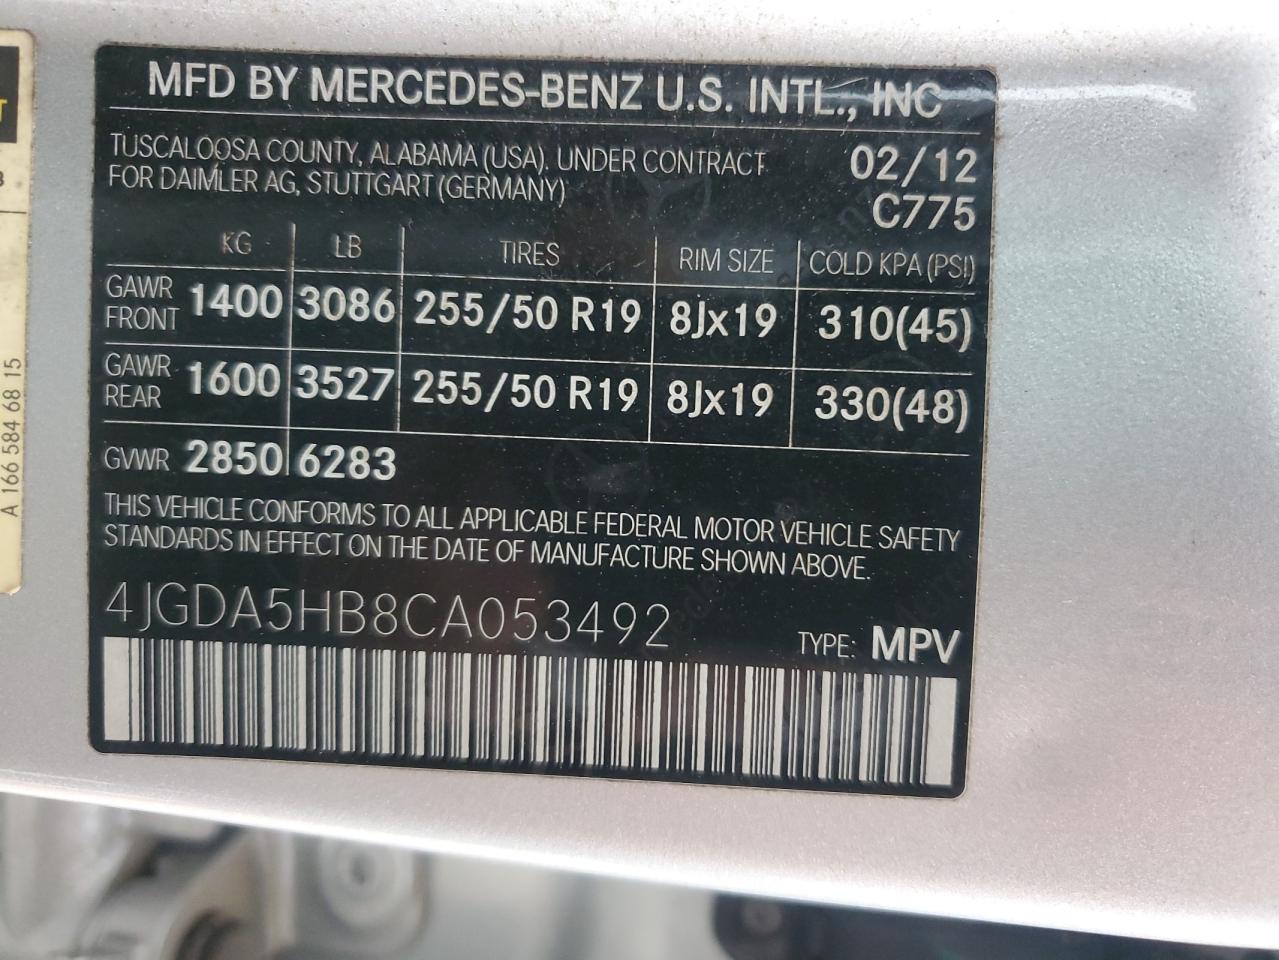 MFD BY MERCEDES-BENZ U.S. INTL., INC
TUSCALOOSA COUNTY, ALABAMA (USA). UNDER CONTRACT
FOR DAIMLER AG, STUTTGART (GERMANY)
02/12
C775
KG LB TIRES RIM SIZE COLD KPA (PSI)
GAWR FRONT 1400 3086 255/50 R19 8Jx19 310(45)
GAWR REAR 1600 3527 255/50 R19 8Jx19 330(48)
GVWR 2850 6283
THIS VEHICLE CONFORMS TO ALL APPLICABLE FEDERAL MOTOR VEHICLE SAFETY
STANDARDS IN EFFECT ON THE DATE OF MANUFACTURE SHOWN ABOVE.
4JGDA5HB8CA053492
TYPE: MPV
A 166 584 68 15